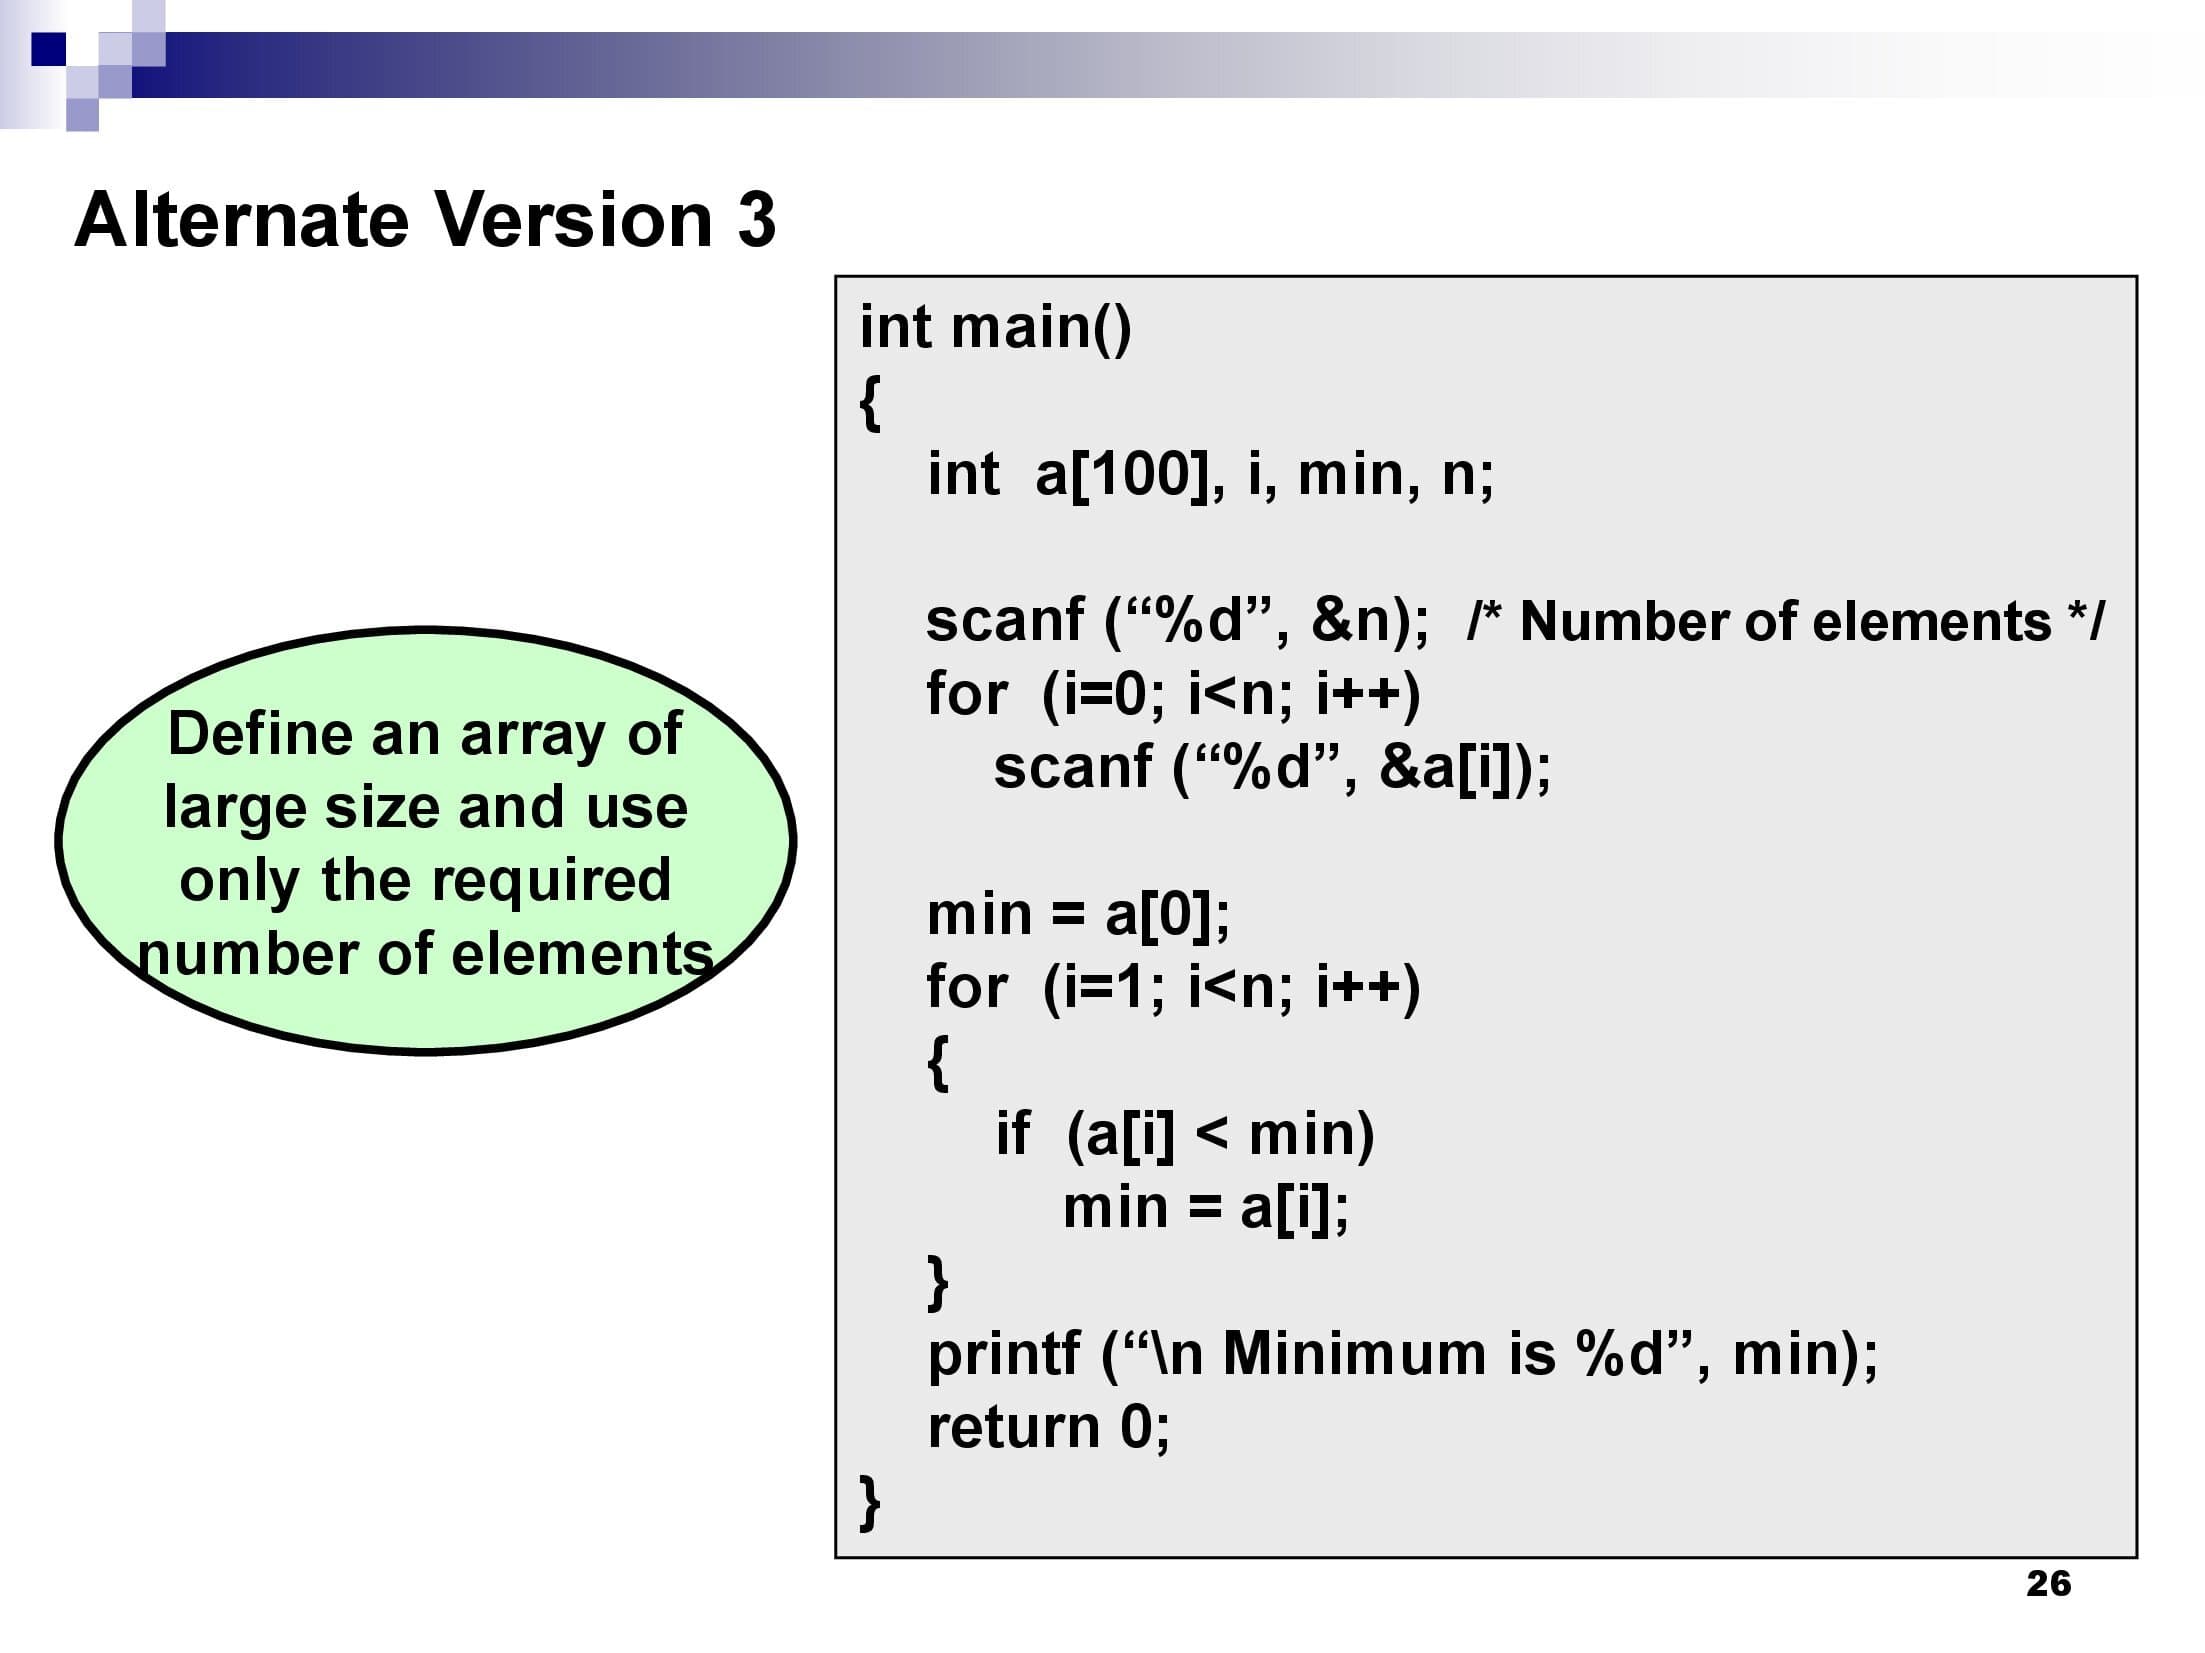 Alternate Version 3
Define an array of
large size and use
only the required
number of elements
int main()
{
int  a[100], i, min, n;
scanf (“%d”, &n);  /* Number of elements */
for  (i=0; i<n; i++)
scanf (“%d”, &a[i]);
min = a[0];
for  (i=1; i<n; i++)
{
if  (a[i] < min)
min = a[i];
}
printf (“\n Minimum is %d”, min);
return 0;
}
26